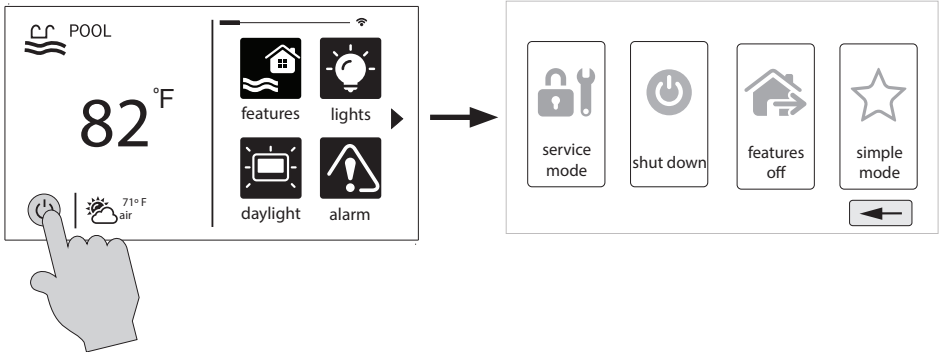 POOL
82°F
71° F
air
features
lights
daylight
alarm
service
mode
shut down
features
off
simple
mode